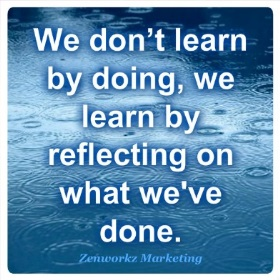 We don’t learn
by doing, we
learn by
reflecting on
what we've
done.
Zenworkz Marketing